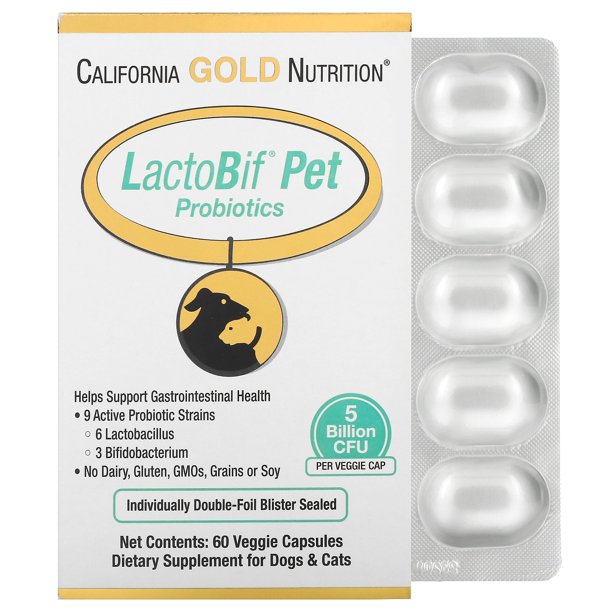 CALIFORNIA GOLD NUTRITION®
LactoBif® Pet
Probiotics
Helps Support Gastrointestinal Health
• 9 Active Probiotic Strains
○ 6 Lactobacillus
○ 3 Bifidobacterium
• No Dairy, Gluten, GMOs, Grains or Soy
5
Billion
CFU
PER VEGGIE CAP
Individually Double-Foil Blister Sealed
Net Contents: 60 Veggie Capsules
Dietary Supplement for Dogs & Cats